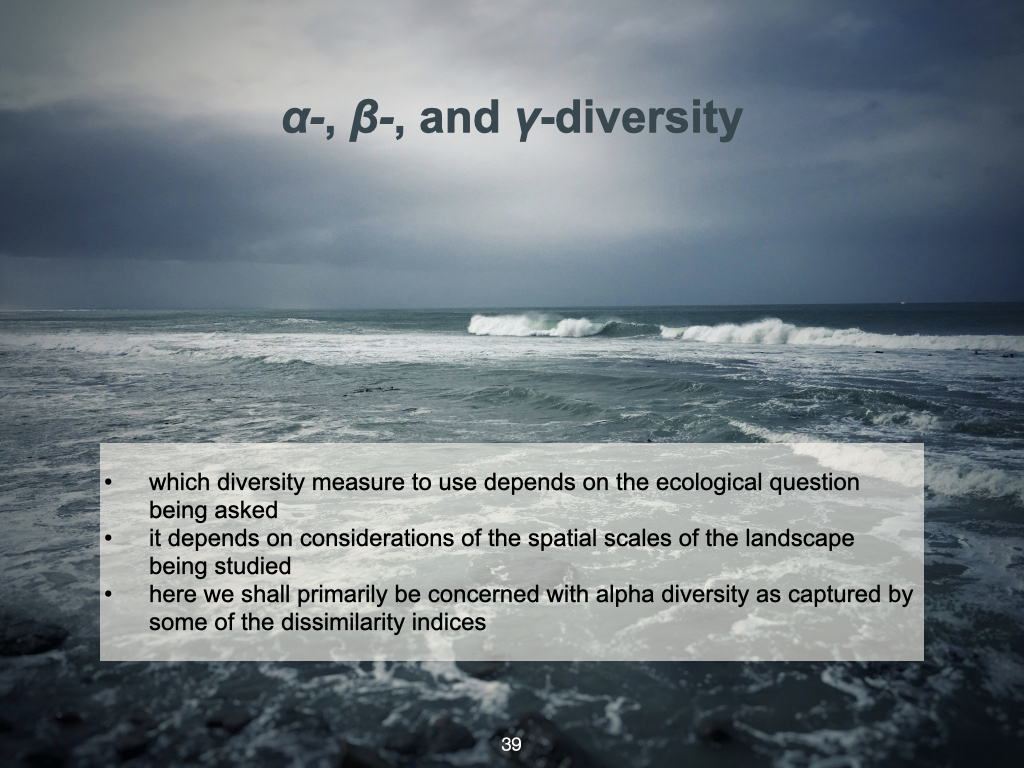 α-, β-, and γ-diversity
• which diversity measure to use depends on the ecological question
being asked
• it depends on considerations of the spatial scales of the landscape
being studied
• here we shall primarily be concerned with alpha diversity as captured by
some of the dissimilarity indices
39